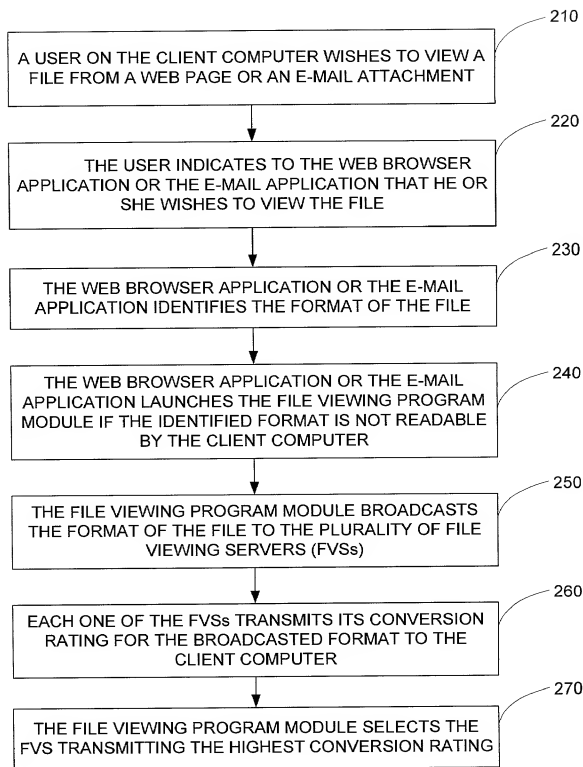 210
A USER ON THE CLIENT COMPUTER WISHES TO VIEW A
FILE FROM A WEB PAGE OR AN E-MAIL ATTACHMENT
220
THE USER INDICATES TO THE WEB BROWSER
APPLICATION OR THE E-MAIL APPLICATION THAT HE OR
SHE WISHES TO VIEW THE FILE
230
THE WEB BROWSER APPLICATION OR THE E-MAIL
APPLICATION IDENTIFIES THE FORMAT OF THE FILE
240
THE WEB BROWSER APPLICATION OR THE E-MAIL
APPLICATION LAUNCHES THE FILE VIEWING PROGRAM
MODULE IF THE IDENTIFIED FORMAT IS NOT READABLE
BY THE CLIENT COMPUTER
250
THE FILE VIEWING PROGRAM MODULE BROADCASTS
THE FORMAT OF THE FILE TO THE PLURALITY OF FILE
VIEWING SERVERS (FVSs)
260
EACH ONE OF THE FVSs TRANSMITS ITS CONVERSION
RATING FOR THE BROADCASTED FORMAT TO THE
CLIENT COMPUTER
270
THE FILE VIEWING PROGRAM MODULE SELECTS THE
FVS TRANSMITTING THE HIGHEST CONVERSION RATING